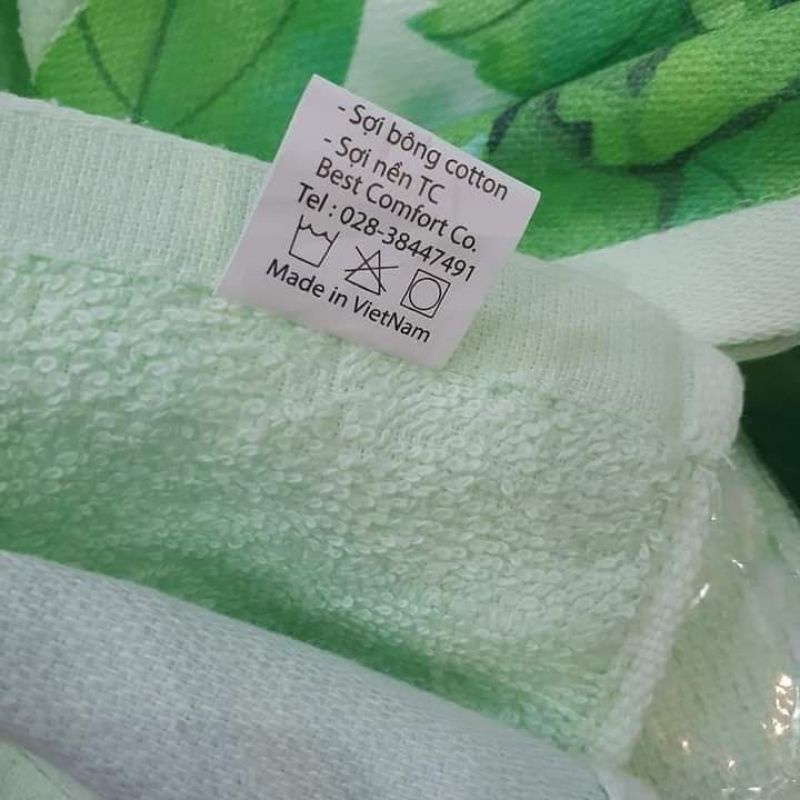 - Sợi bông cotton
- Sợi nền TC
Best Comfort Co.
Tel : 028-38447491
Made in VietNam